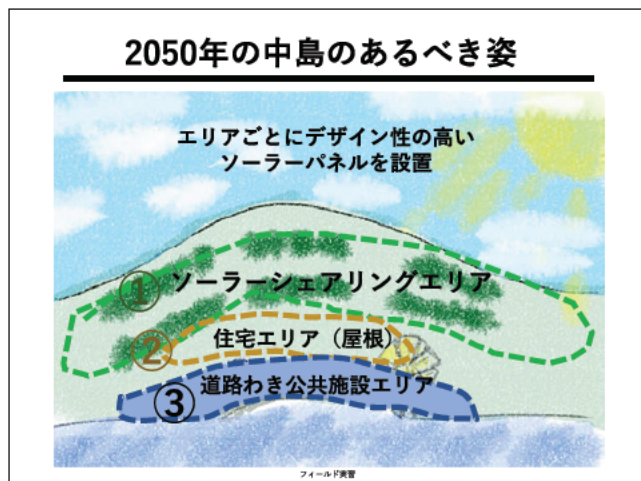 2050年の中島のあるべき姿
エリアごとにデザイン性の高い
ソーラーパネルを設置
① ソーラーシェアリングエリア
② 住宅エリア（屋根）
③ 道路わき公共施設エリア
フィールド実習